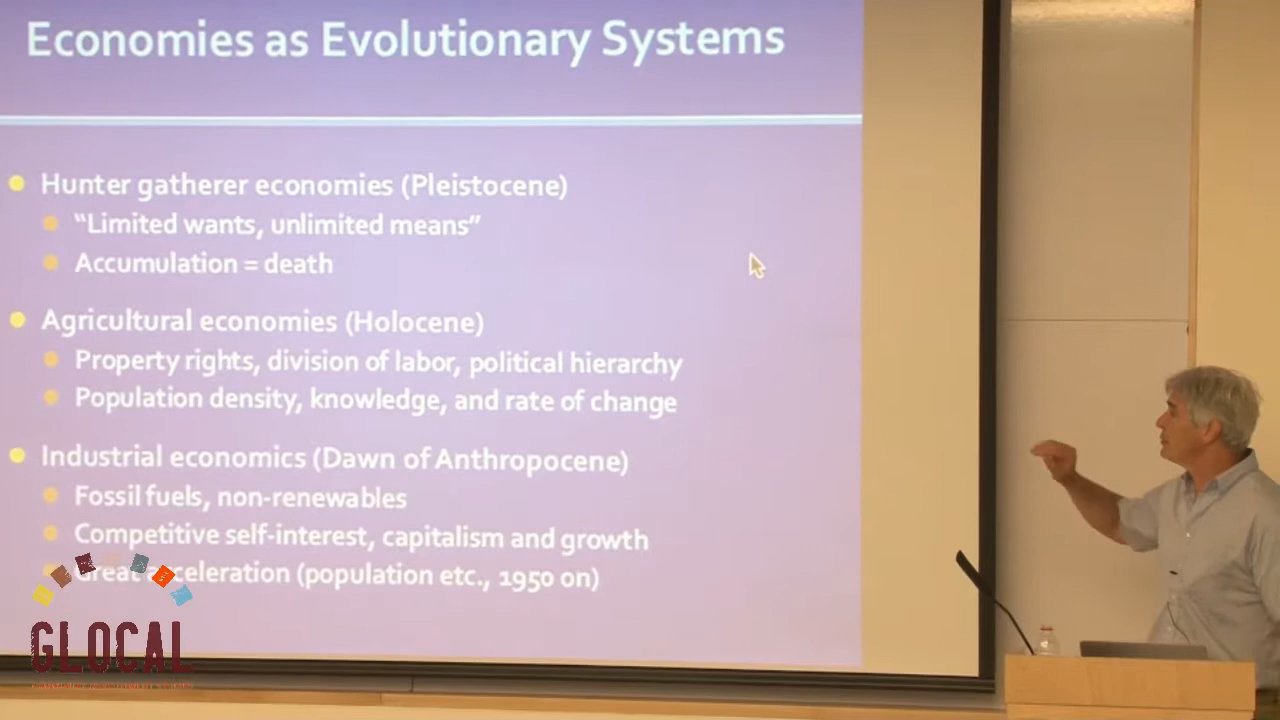 Economies as Evolutionary Systems
Hunter gatherer economies (Pleistocene)
"Limited wants, unlimited means"
Accumulation = death
Agricultural economies (Holocene)
Property rights, division of labor, political hierarchy
Population density, knowledge, and rate of change
Industrial economics (Dawn of Anthropocene)
Fossil fuels, non-renewables
Competitive self-interest, capitalism and growth
Great acceleration (population etc., 1950 on)
GLOCAL